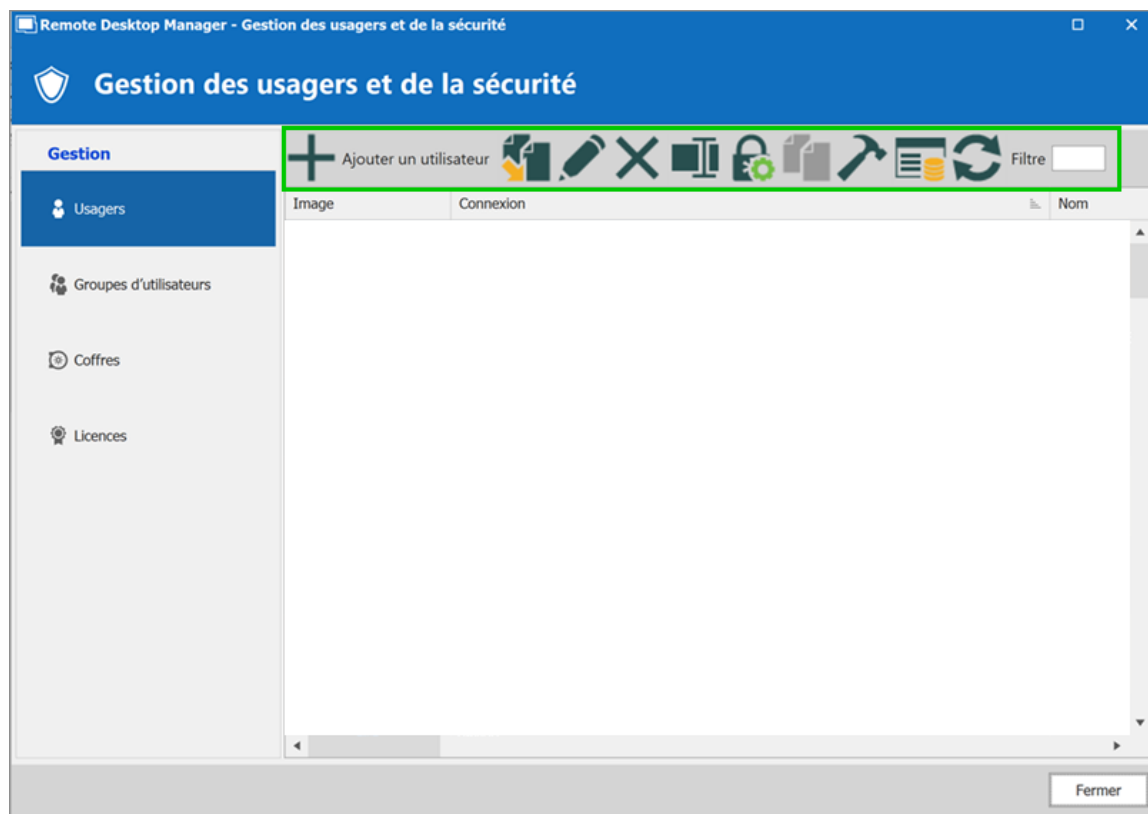 Remote Desktop Manager - Gestion des usagers et de la sécurité
Gestion des usagers et de la sécurité
Gestion
Usagers
Groupes d'utilisateurs
Coffres
Licences
Ajouter un utilisateur Filtre
Image Connexion Nom
Fermer